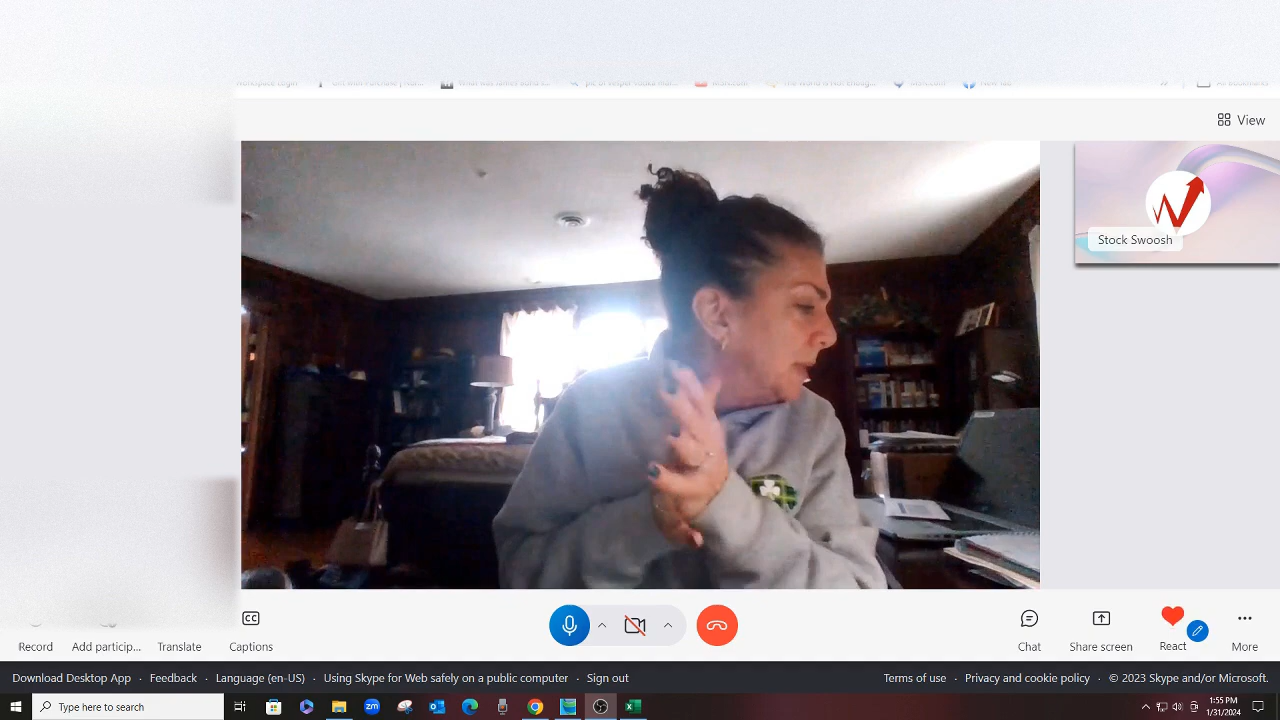 View
Stock Swoosh
Add particip...
Translate
Captions
Chat
Share screen
React
More
Download Desktop App · Feedback · Language (en-US) · Using Skype for Web safely on a public computer · Sign out
Terms of use · Privacy and cookie policy · © 2023 Skype and/or Microsoft
Type here to search
1:55 PM
1/31/2024